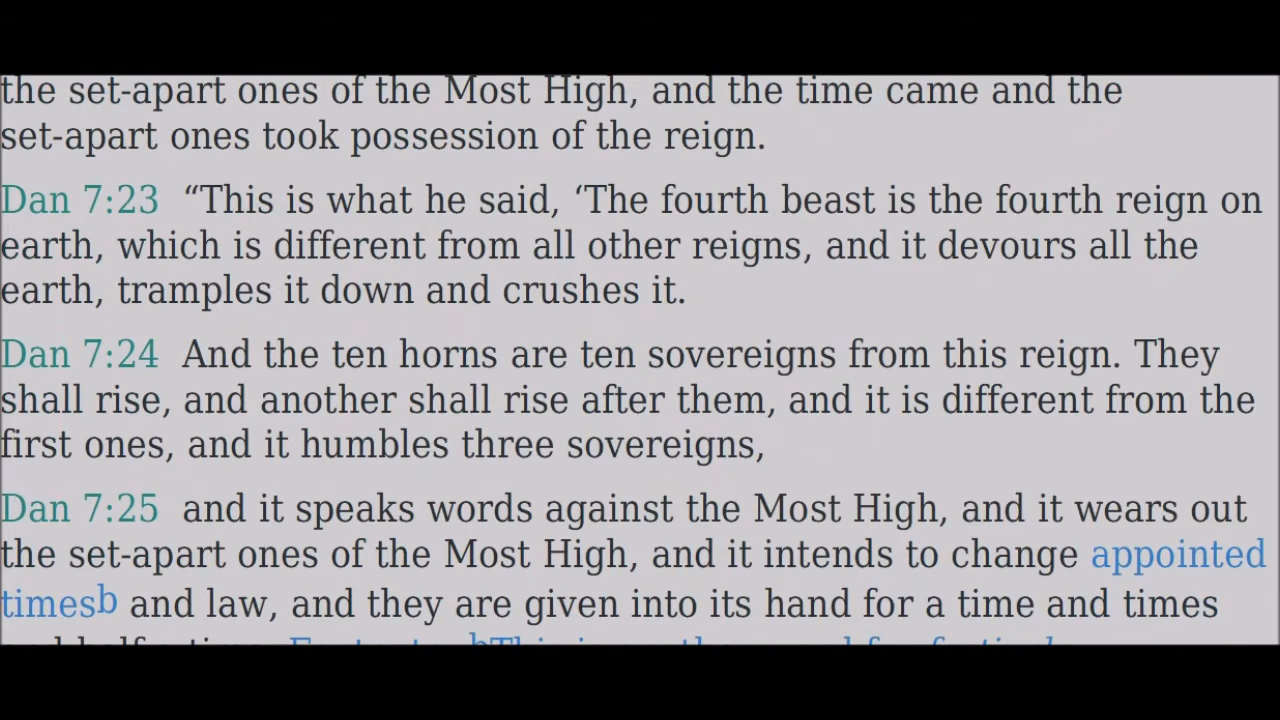 the set-apart ones of the Most High, and the time came and the
set-apart ones took possession of the reign.
Dan 7:23 “This is what he said, ‘The fourth beast is the fourth reign on
earth, which is different from all other reigns, and it devours all the
earth, tramples it down and crushes it.
Dan 7:24 And the ten horns are ten sovereigns from this reign. They
shall rise, and another shall rise after them, and it is different from the
first ones, and it humbles three sovereigns,
Dan 7:25 and it speaks words against the Most High, and it wears out
the set-apart ones of the Most High, and it intends to change appointed
timesb and law, and they are given into its hand for a time and times